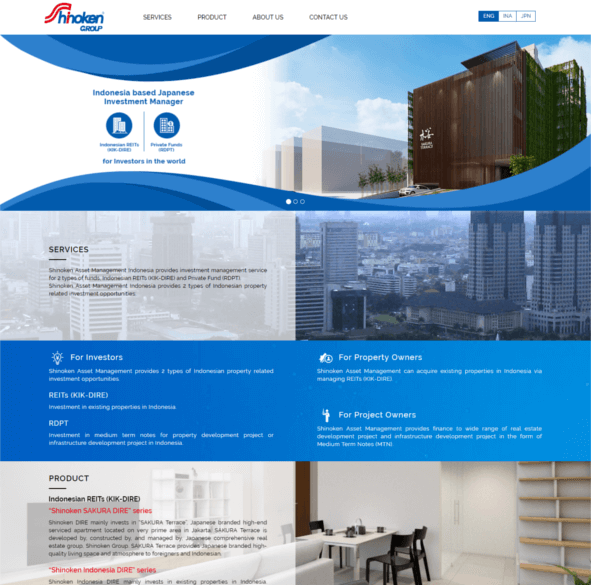 Shinoken
GROUP
SERVICES PRODUCT ABOUT US CONTACT US
ENG INA JPN
Indonesia based Japanese
Investment Manager
Indonesian REITs
(KIK-DIRE)
Private Funds
(RDPT)
for Investors in the world
SAKURA
TERRACE
SERVICES
Shinoken Asset Management Indonesia provides investment management service
for 2 types of funds, Indonesian REITs (KIK-DIRE) and Private Fund (RDPT).
Shinoken Asset Management Indonesia provides 2 types of Indonesian property
related investment opportunities.
For Investors
Shinoken Asset Management provides 2 types of Indonesian property related
investment opportunities.
REITs (KIK-DIRE)
Investment in existing properties in Indonesia
RDPT
Investment in medium term notes for property development project or
infrastructure development project in Indonesia.
For Property Owners
Shinoken Asset Management can acquire existing properties in Indonesia via
managing REITs (KIK-DIRE)
For Project Owners
Shinoken Asset Management provides finance to wide range of real estate
development project and infrastructure development project in the form of
Medium Term Notes (MTN).
PRODUCT
Indonesian REITs (KIK-DIRE)
"Shinoken SAKURA DIRE" series
Shinoken DIRE mainly invests in "SAKURA Terrace", Japanese branded high-end
serviced apartment located on very prime area in Jakarta. SAKURA Terrace is
developed by, constructed by, and managed by Japanese comprehensive real
estate group, Shinoken Group. SAKURA Terrace provides Japanese branded high-
quality living space and atmosphere to foreigners and Indonesian.
"Shinoken Indonesia DIRE" series
Shinoken Indonesia DIRE mainly invests in existing properties in Indonesia,